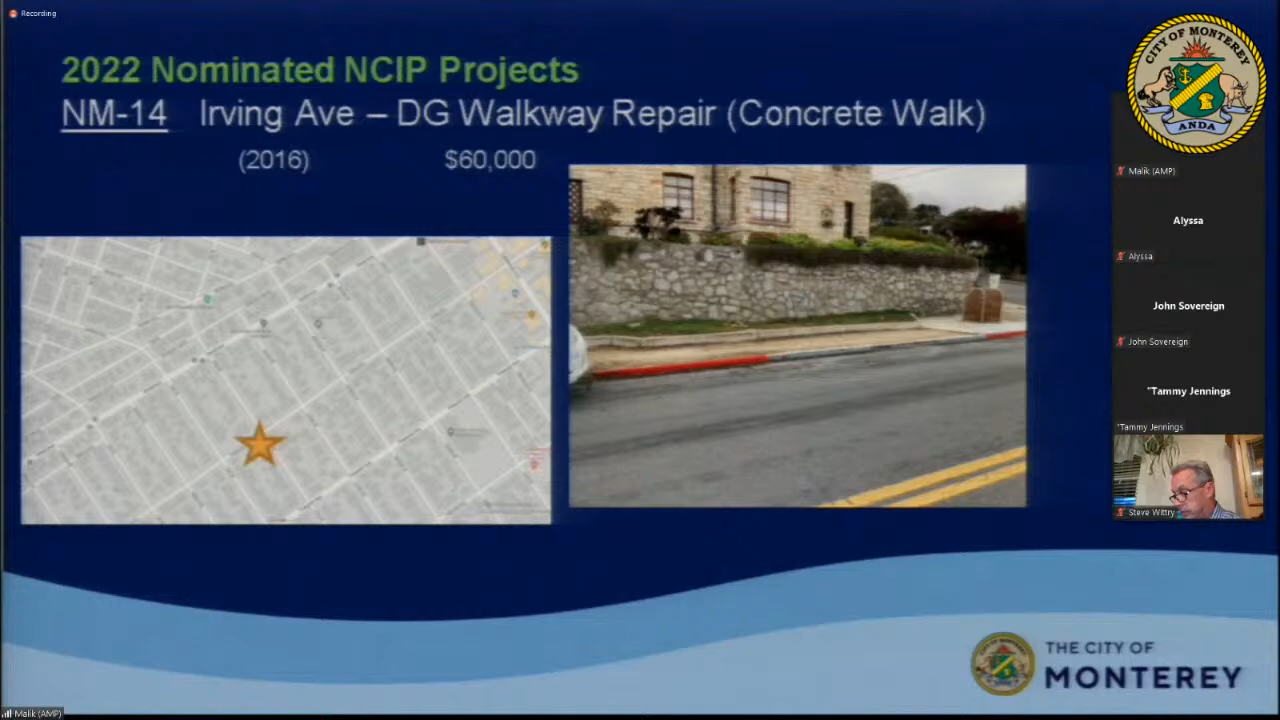 Recording
2022 Nominated NCIP Projects
NM-14 Irving Ave – DG Walkway Repair (Concrete Walk)
(2016) $60,000
CITY OF MONTEREY
ANDA
Malik (AMP)
Alyssa
Alyssa
John Sovereign
John Sovereign
"Tammy Jennings
"Tammy Jennings
Steve Wittry
THE CITY OF
MONTEREY
Malik (AMP)